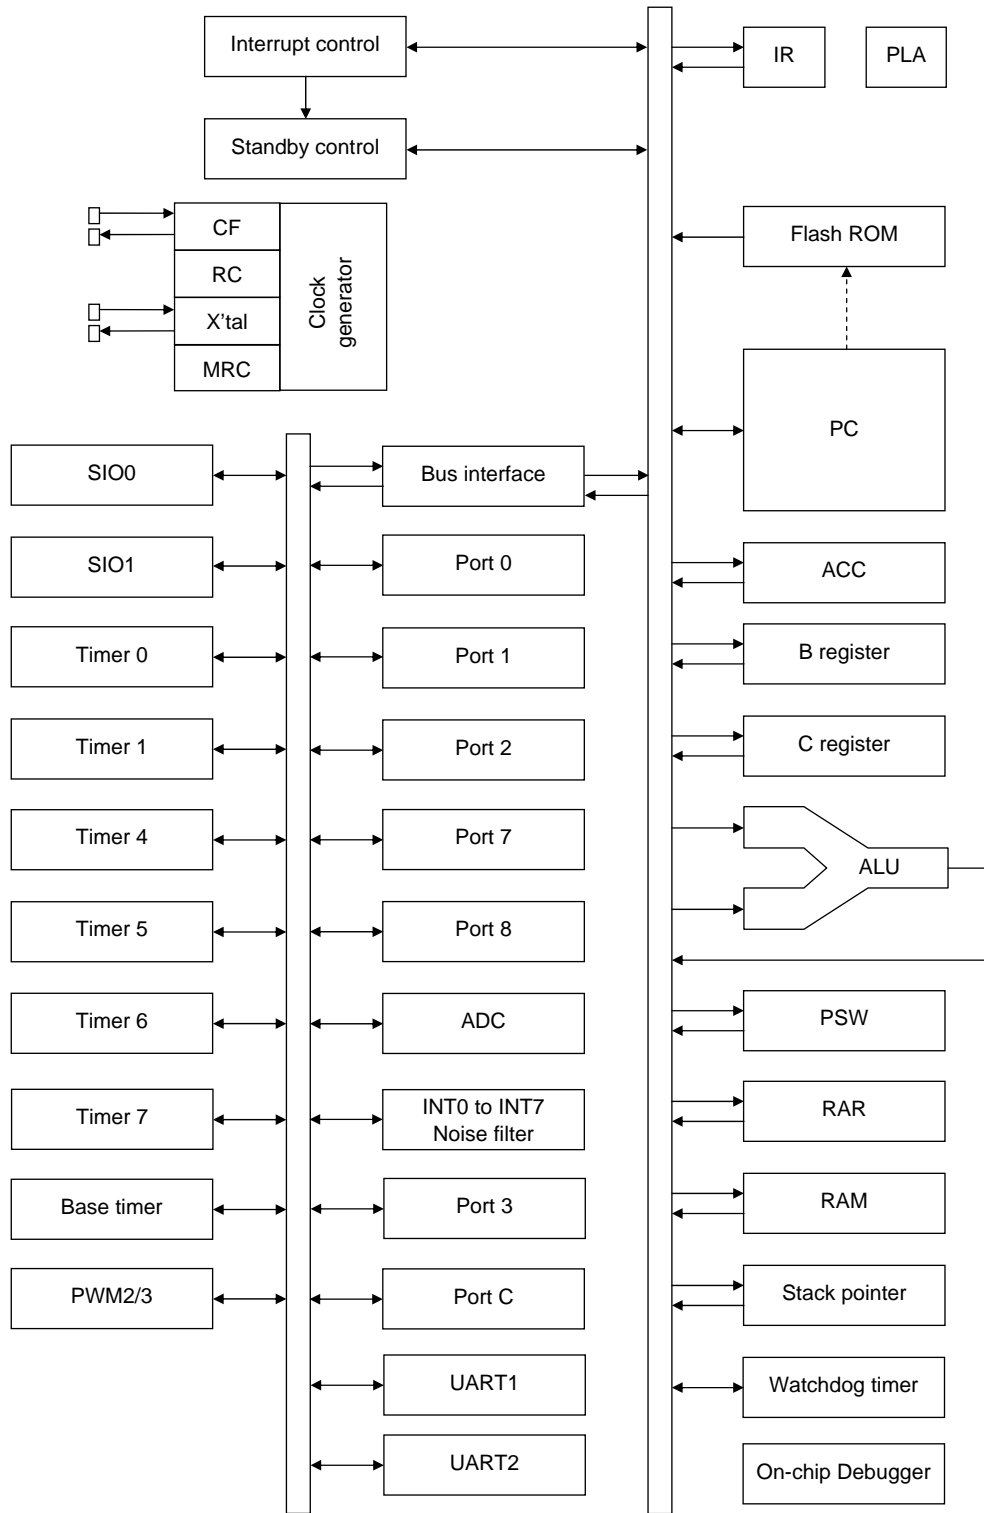 Interrupt control
IR
PLA
Standby control
CF
RC
X'tal
MRC
Clock
generator
Flash ROM
PC
SIO0
Bus interface
SIO1
Port 0
ACC
Timer 0
Port 1
B register
Timer 1
Port 2
C register
Timer 4
Port 7
ALU
Timer 5
Port 8
Timer 6
ADC
PSW
Timer 7
INT0 to INT7
Noise filter
RAR
Base timer
Port 3
RAM
PWM2/3
Port C
Stack pointer
UART1
Watchdog timer
UART2
On-chip Debugger